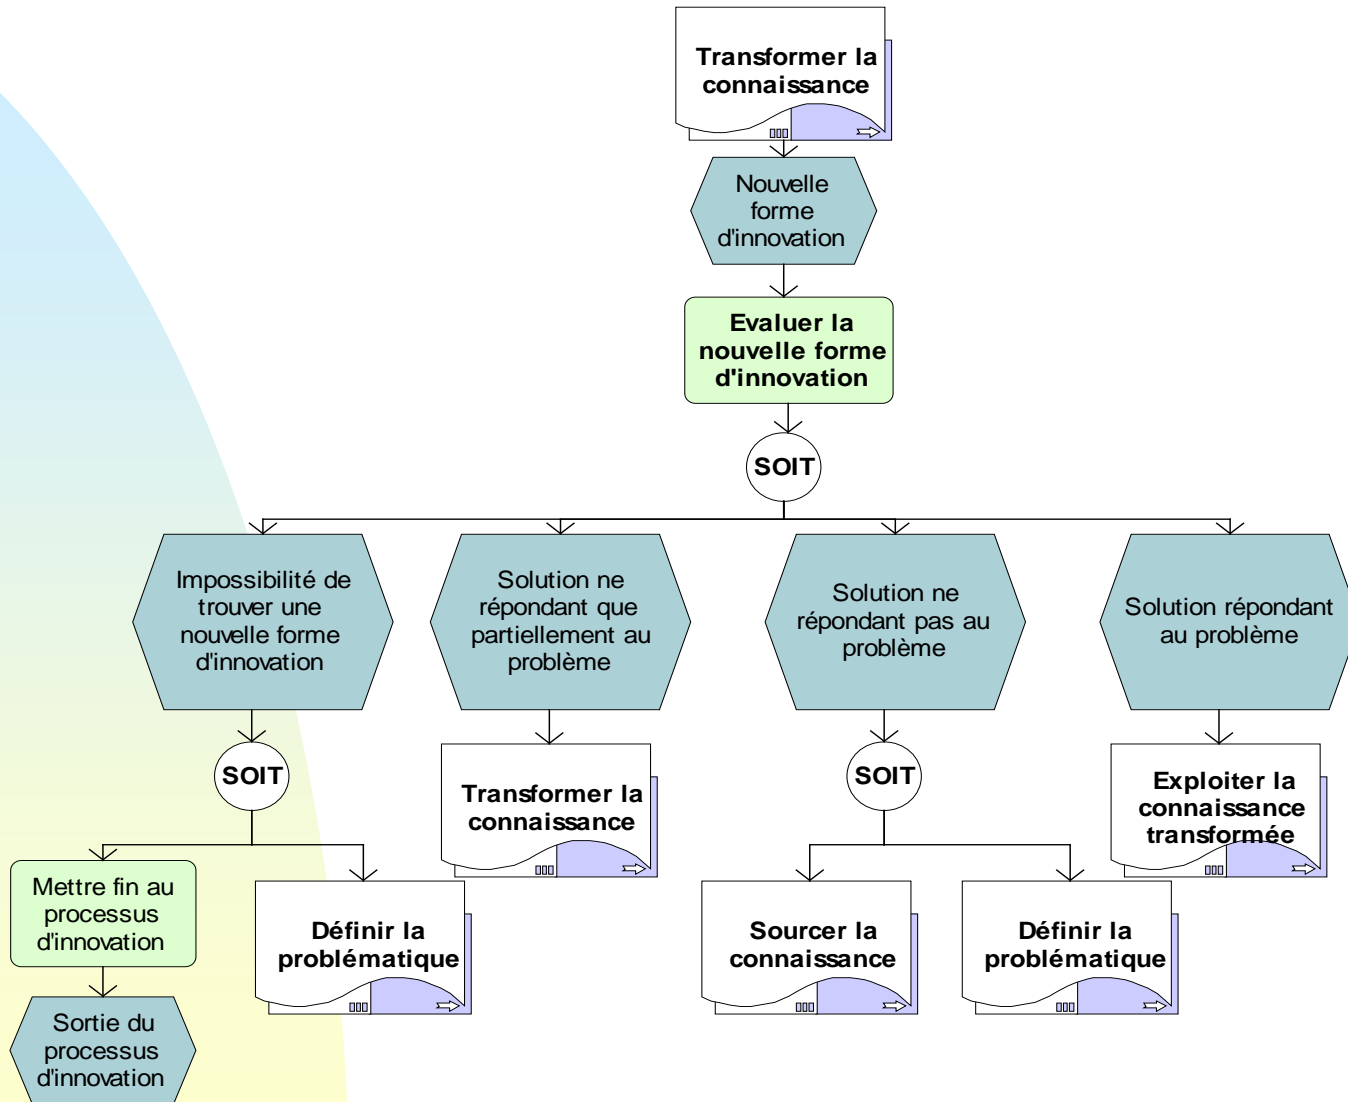 Transformer la
connaissance
Nouvelle
forme
d'innovation
Evaluer la
nouvelle forme
d'innovation
SOIT
Impossibilité de
trouver une
nouvelle forme
d'innovation
Solution ne
répondant que
partiellement au
problème
Solution ne
répondant pas au
problème
Solution répondant
au problème
SOIT
Transformer la
connaissance
SOIT
Exploiter la
connaissance
transformée
Mettre fin au
processus
d'innovation
Définir la
problématique
Sourcer la
connaissance
Définir la
problématique
Sortie du
processus
d'innovation